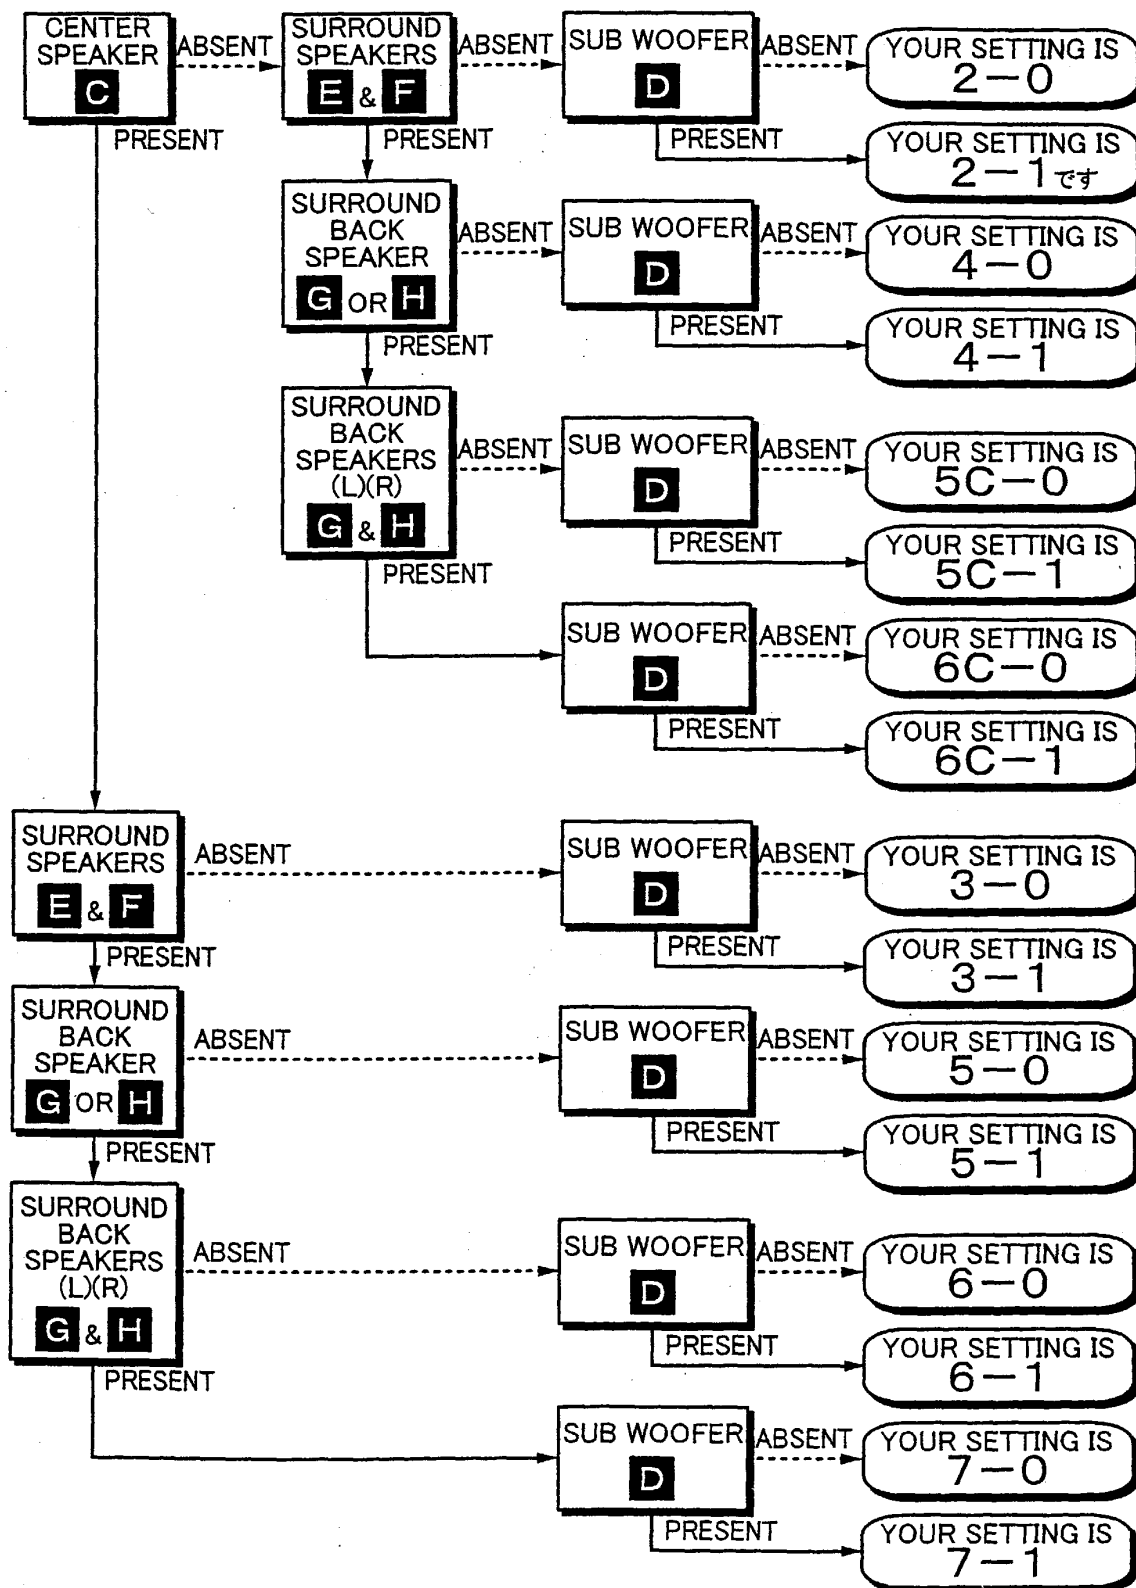 CENTER
SPEAKER
C
ABSENT
PRESENT
SURROUND
SPEAKERS
E & F
ABSENT
PRESENT
SUB WOOFER
D
ABSENT
PRESENT
YOUR SETTING IS
2-0
YOUR SETTING IS
2-1です
SURROUND
BACK
SPEAKER
G OR H
ABSENT
PRESENT
SUB WOOFER
D
ABSENT
PRESENT
YOUR SETTING IS
4-0
YOUR SETTING IS
4-1
SURROUND
BACK
SPEAKERS
(L)(R)
G & H
ABSENT
PRESENT
SUB WOOFER
D
ABSENT
PRESENT
YOUR SETTING IS
5C-0
YOUR SETTING IS
5C-1
SUB WOOFER
D
ABSENT
PRESENT
YOUR SETTING IS
6C-0
YOUR SETTING IS
6C-1
SURROUND
SPEAKERS
E & F
ABSENT
PRESENT
SUB WOOFER
D
ABSENT
PRESENT
YOUR SETTING IS
3-0
YOUR SETTING IS
3-1
SURROUND
BACK
SPEAKER
G OR H
ABSENT
PRESENT
SUB WOOFER
D
ABSENT
PRESENT
YOUR SETTING IS
5-0
YOUR SETTING IS
5-1
SURROUND
BACK
SPEAKERS
(L)(R)
G & H
ABSENT
PRESENT
SUB WOOFER
D
ABSENT
PRESENT
YOUR SETTING IS
6-0
YOUR SETTING IS
6-1
SUB WOOFER
D
ABSENT
PRESENT
YOUR SETTING IS
7-0
YOUR SETTING IS
7-1